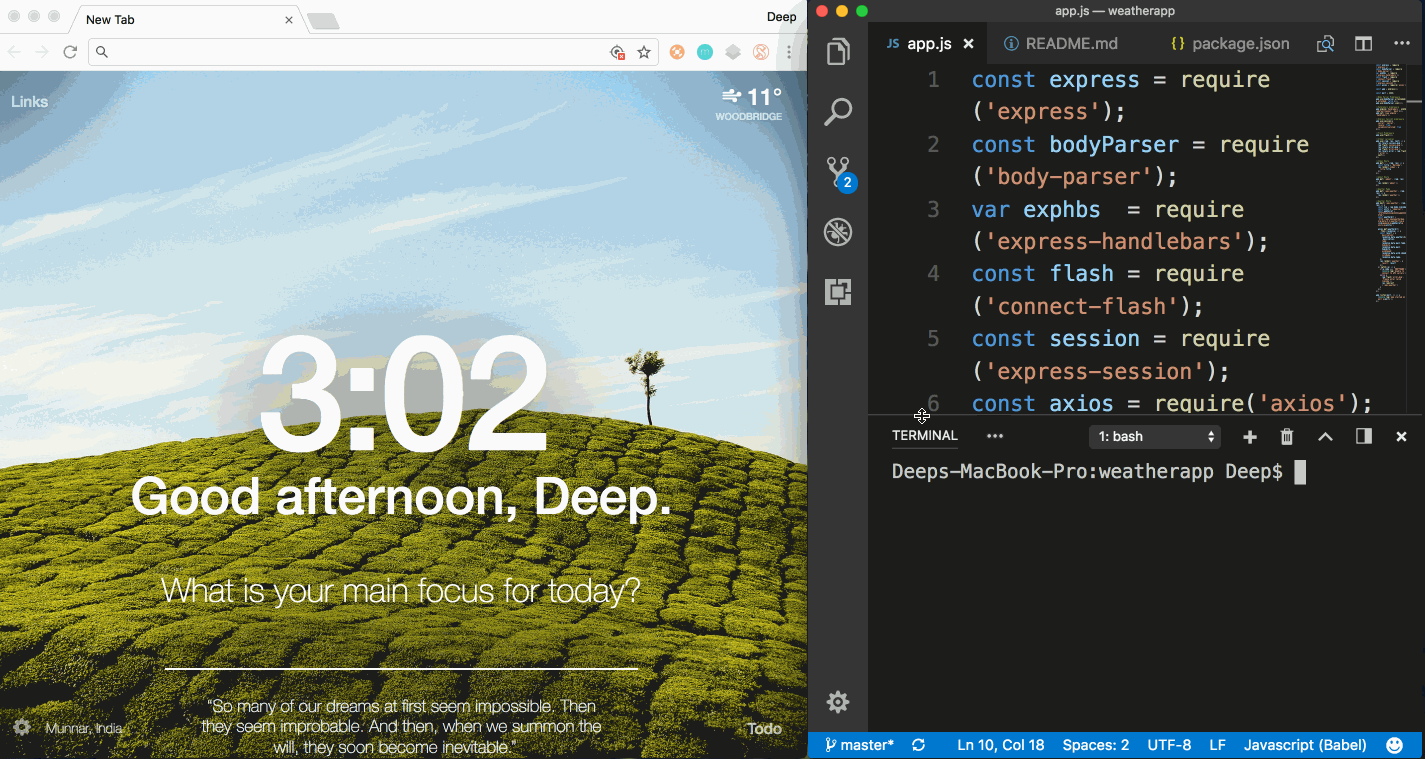 New Tab
Deep
Links
11°
WOODBRIDGE
3:02
Good afternoon, Deep.
What is your main focus for today?
"So many of our dreams at first seem impossible. Then
they seem improbable. And then, when we summon the
will, they soon become inevitable."
Munnar, India
Todo
app.js — weatherapp
JS app.js
README.md
{} package.json
2
1 const express = require
('express');
2 const bodyParser = require
('body-parser');
3 var exphbs  = require
('express-handlebars');
4 const flash = require
('connect-flash');
5 const session = require
('express-session');
6 const axios = require('axios');
TERMINAL
1: bash
Deeps-MacBook-Pro:weatherapp Deep$
master*
Ln 10, Col 18
Spaces: 2
UTF-8
LF
Javascript (Babel)